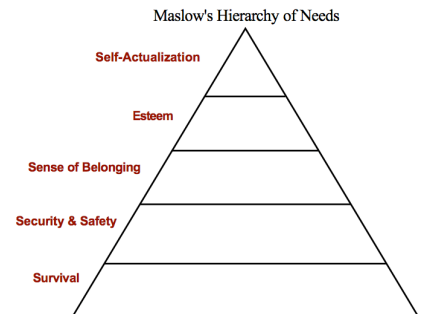 Maslow's Hierarchy of Needs
Self-Actualization
Esteem
Sense of Belonging
Security & Safety
Survival